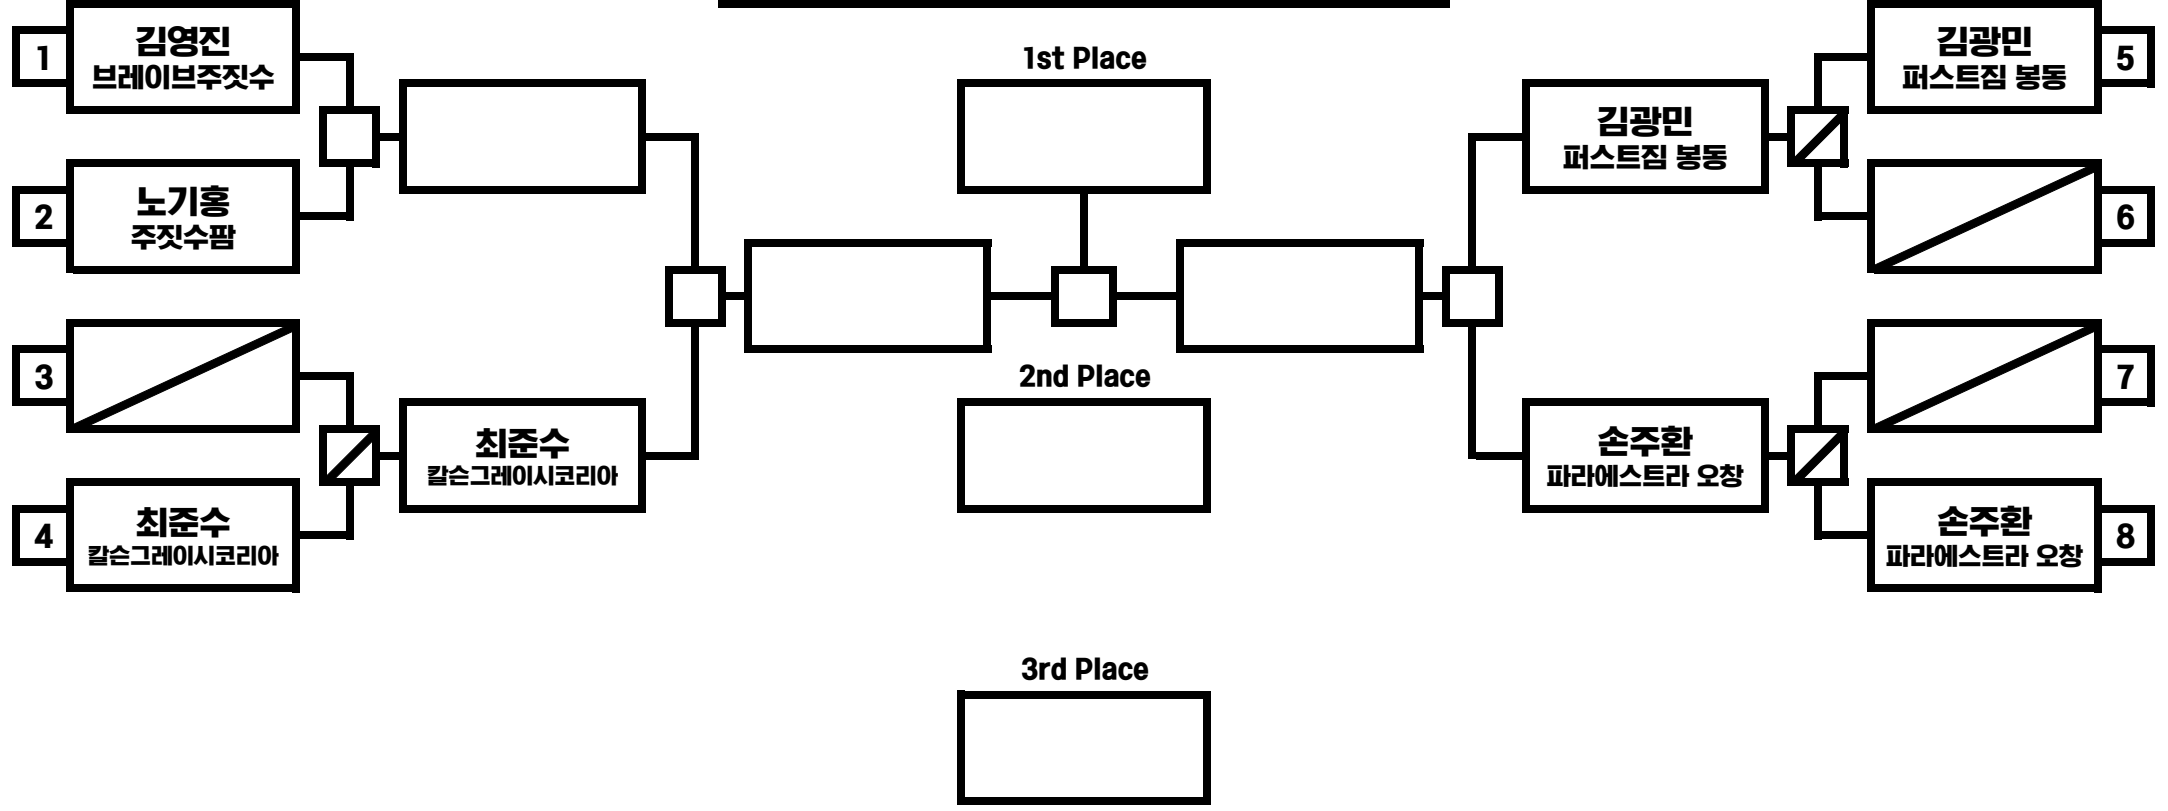 1
김영진
브레이브주짓수
2
노기홍
주짓수팜
3
4
최준수
칼슨그레이시코리아
최준수
칼슨그레이시코리아
1st Place
2nd Place
3rd Place
김광민
퍼스트짐 봉동
손주환
파라에스트라 오창
김광민
퍼스트짐 봉동
5
6
7
손주환
파라에스트라 오창
8